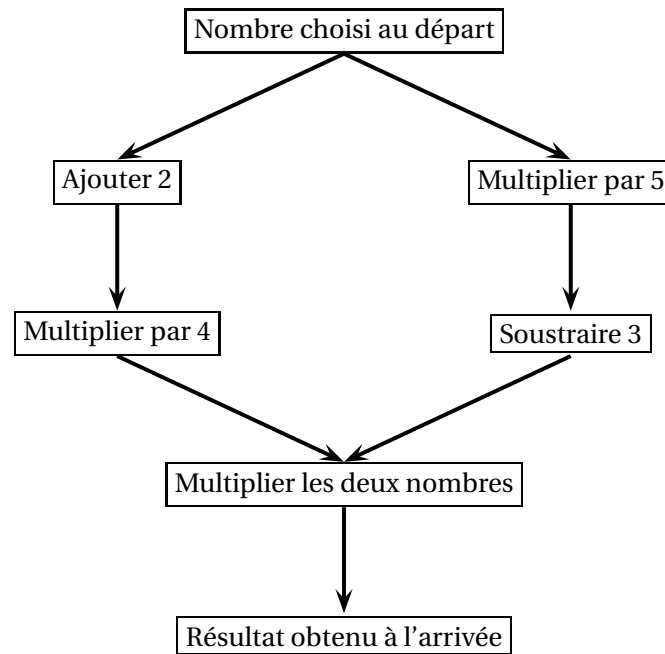 Nombre choisi au départ
Ajouter 2
Multiplier par 5
Multiplier par 4
Soustraire 3
Multiplier les deux nombres
Résultat obtenu à l'arrivée